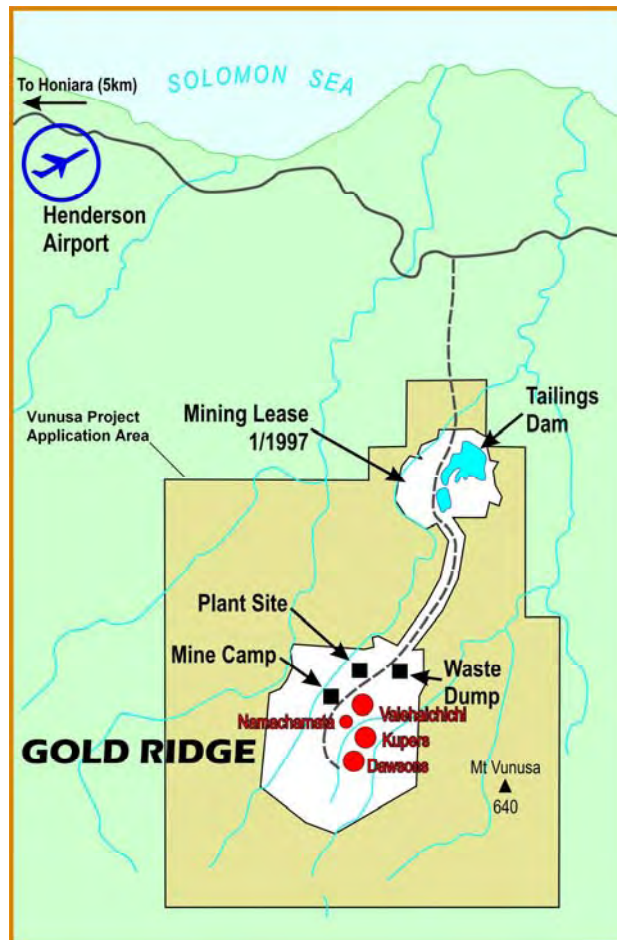 To Honiara (5km)
SOLOMON SEA
Henderson
Airport
Vunusa Project
Application Area
Mining Lease
1/1997
Tailings
Dam
Plant Site
Mine Camp
Waste
Dump
Namachamata
Valehaichichi
Kupers
Dawsons
GOLD RIDGE
Mt Vunusa
640